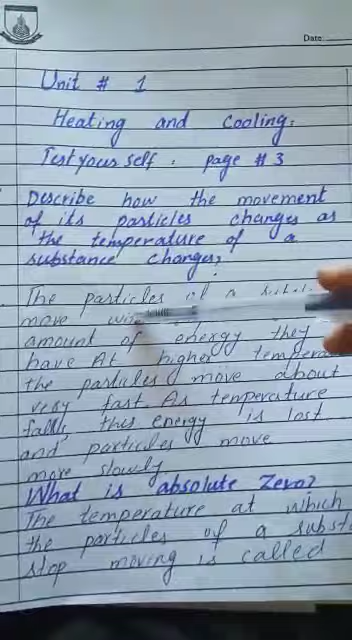 Date:
Unit # 1
Heating and Cooling:
Test your self. page # 3
Describe how the movement
of its particles changes as
the temperature of a
substance changes?
The particles of a
move
amount of energy they
have At higher
the particles move about
very fast. As temperature
falls, this energy is lost
and particles move
more slowly
What is absolute Zero?
The temperature at which
the particles of a
stop moving is called